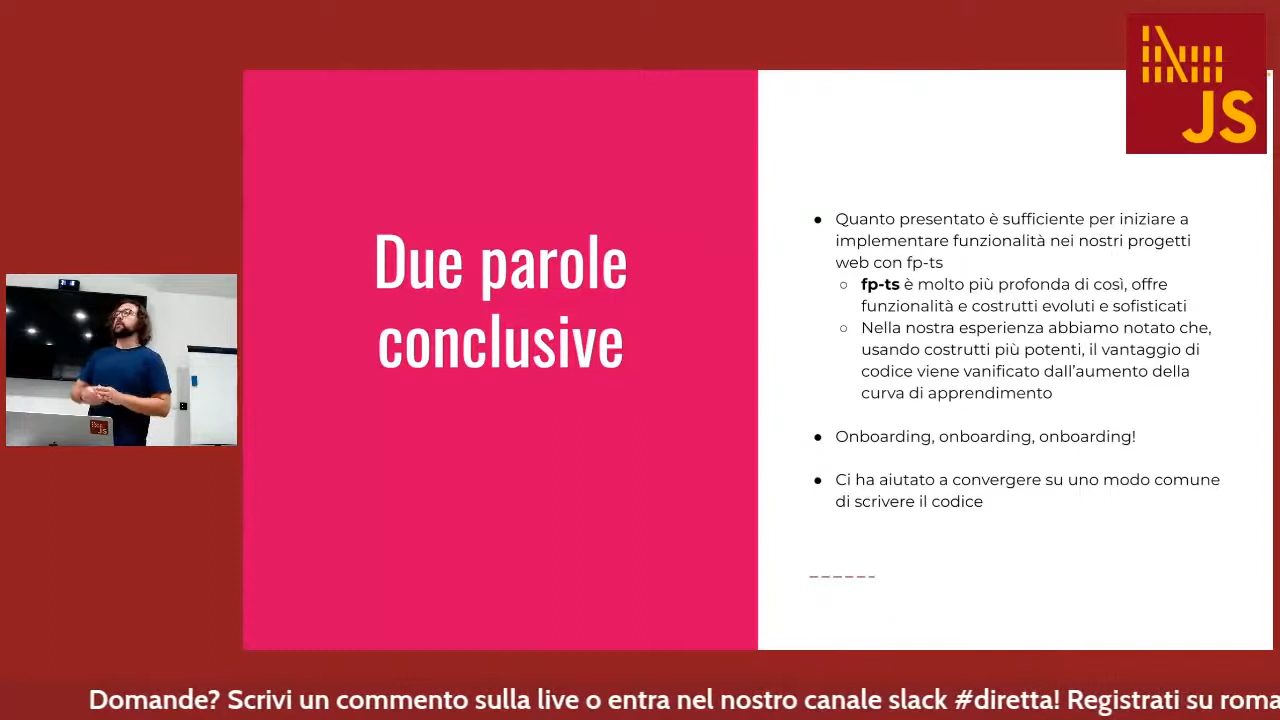 JS
Due parole
conclusive
● Quanto presentato è sufficiente per iniziare a
implementare funzionalità nei nostri progetti
web con fp-ts
○ fp-ts è molto più profonda di così, offre
funzionalità e costrutti evoluti e sofisticati
○ Nella nostra esperienza abbiamo notato che,
usando costrutti più potenti, il vantaggio di
codice viene vanificato dall’aumento della
curva di apprendimento
● Onboarding, onboarding, onboarding!
● Ci ha aiutato a convergere su uno modo comune
di scrivere il codice
JS
Domande? Scrivi un commento sulla live o entra nel nostro canale slack #diretta! Registrati su roma